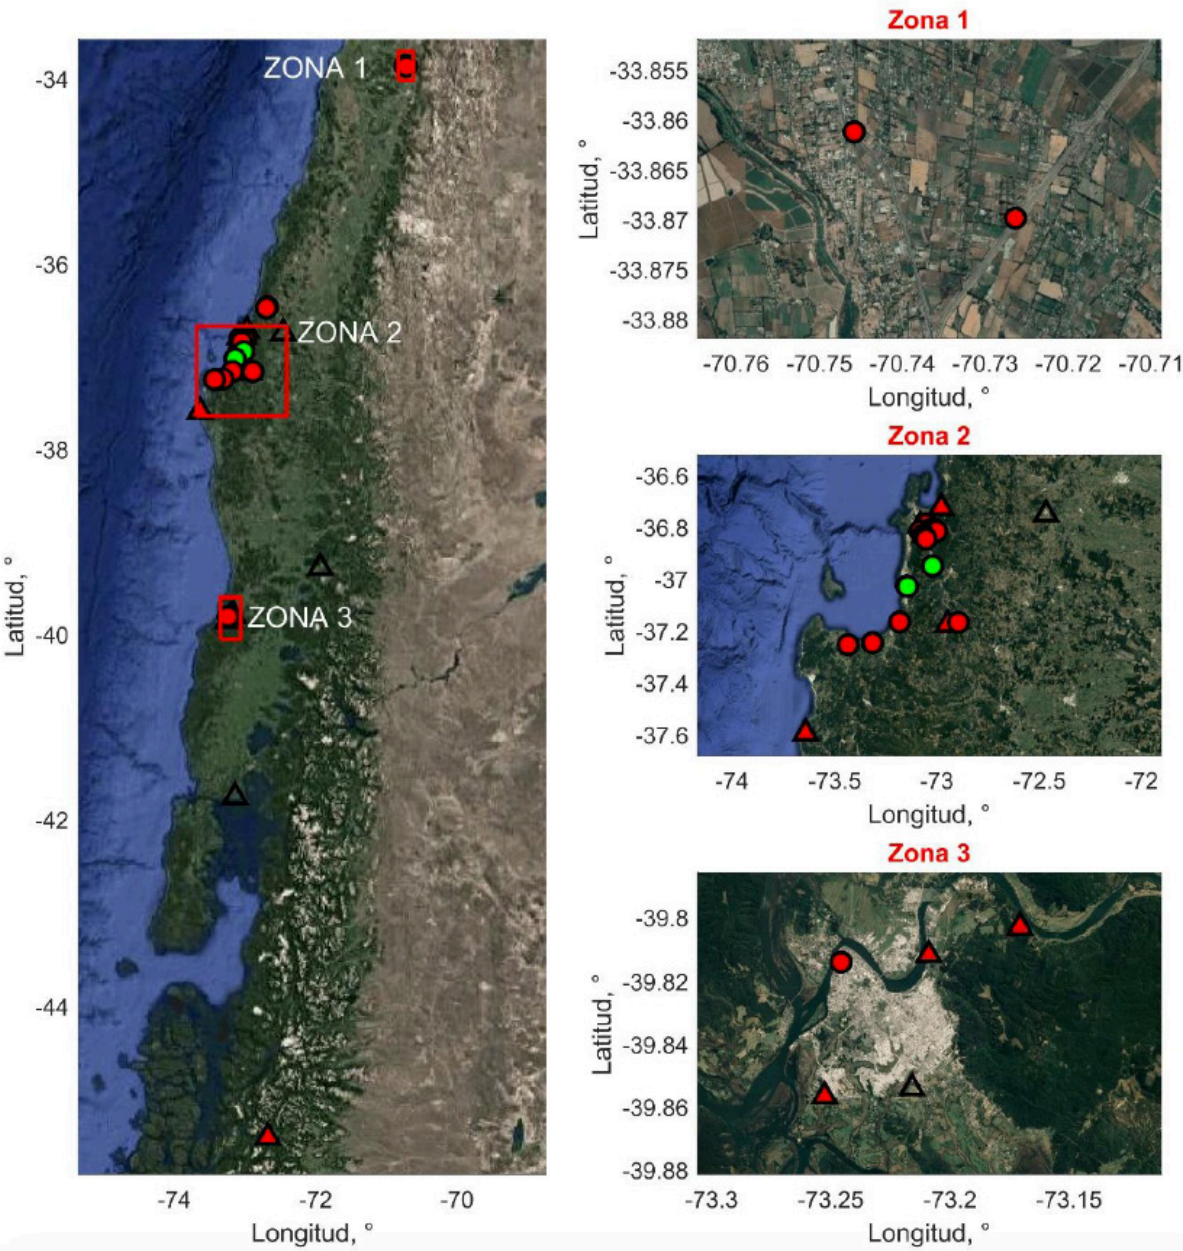 ZONA 1
ZONA 2
ZONA 3
-34
-36
-38
-40
-42
-44
Latitud, °
-74
-72
-70
Longitud, °
Zona 1
-33.855
-33.86
-33.865
-33.87
-33.875
-33.88
Latitud, °
-70.76
-70.75
-70.74
-70.73
-70.72
-70.71
Longitud, °
Zona 2
-36.6
-36.8
-37
-37.2
-37.4
-37.6
Latitud, °
-74
-73.5
-73
-72.5
-72
Longitud, °
Zona 3
-39.8
-39.82
-39.84
-39.86
-39.88
Latitud, °
-73.3
-73.25
-73.2
-73.15
Longitud, °